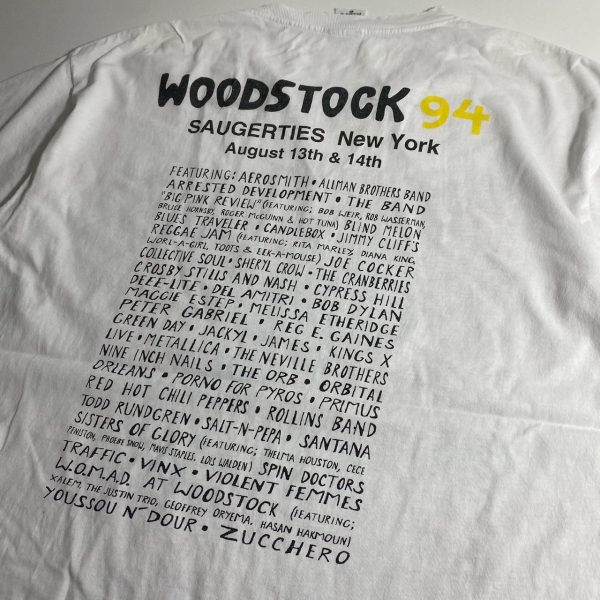 WOODSTOCK 94
SAUGERTIES New York
August 13th & 14th
FEATURING: AEROSMITH • ALLMAN BROTHERS BAND
ARRESTED DEVELOPMENT • THE BAND
"BIG PINK REVIEW" (FEATURING; BOB WEIR, ROB WASSERMAN,
BRUCE HORNSBY, ROGER McGUINN & HOT TUNA) BLIND MELON
BLUES TRAVELER • CANDLEBOX • JIMMY CLIFF'S
REGGAE JAM (FEATURING; RITA MARLEY, DIANA KING,
WORL-A-GIRL, TOOTS & EEK-A-MOUSE) JOE COCKER
COLLECTIVE SOUL • SHERYL CROW • THE CRANBERRIES
CROSBY STILLS AND NASH • CYPRESS HILL
DEEE-LITE • DEL AMITRI • BOB DYLAN
MAGGIE ESTEP • MELISSA ETHERIDGE
PETER GABRIEL • REG E. GAINES
GREEN DAY • JACKYL • JAMES • KINGS X
LIVE • METALLICA • THE NEVILLE BROTHERS
NINE INCH NAILS • THE ORB • ORBITAL
ORLEANS • PORNO FOR PYROS • PRIMUS
RED HOT CHILI PEPPERS • ROLLINS BAND
TODD RUNDGREN • SALT-N-PEPA • SANTANA
SISTERS OF GLORY (FEATURING; THELMA HOUSTON, CECE
PENISTON, PHOEBE SNOW, MAVIS STAPLES, LOIS WALDEN) SPIN DOCTORS
TRAFFIC • VINX • VIOLENT FEMMES
W.O.M.A.D. AT WOODSTOCK (FEATURING;
XALEM, THE JUSTIN TRIO, GEOFFREY ORYEMA, HASAN HAKMOUN)
YOUSSOU N'DOUR • ZUCCHERO